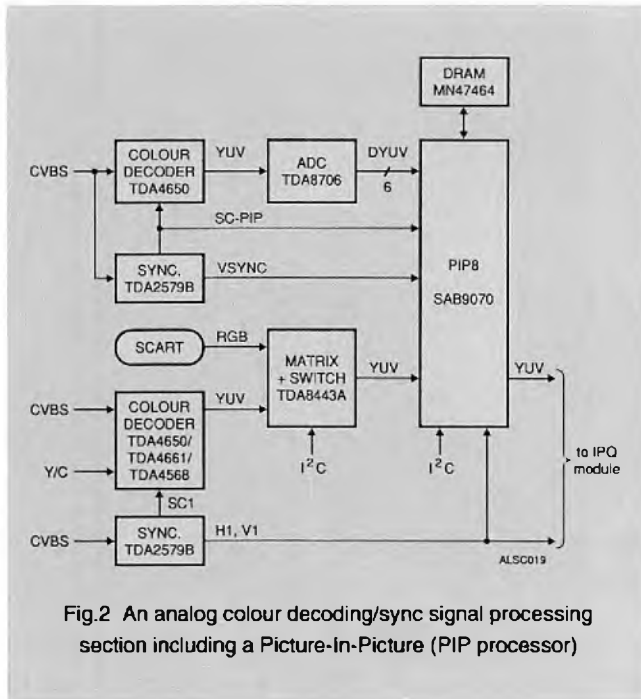 DRAM
MN47464
CVBS
COLOUR
DECODER
TDA4650
YUV
ADC
TDA8706
DYUV
6
SC-PIP
SYNC.
TDA2579B
VSYNC
PIP8
SAB9070
SCART
RGB
MATRIX
+ SWITCH
TDA8443A
YUV
YUV
CVBS
COLOUR
DECODER
TDA4650/
TDA4661/
TDA4568
YUV
Y/C
I²C
I²C
to IPQ
module
SC1
CVBS
SYNC.
TDA2579B
H1, V1
ALSC019
Fig.2 An analog colour decoding/sync signal processing
section including a Picture-In-Picture (PIP processor)